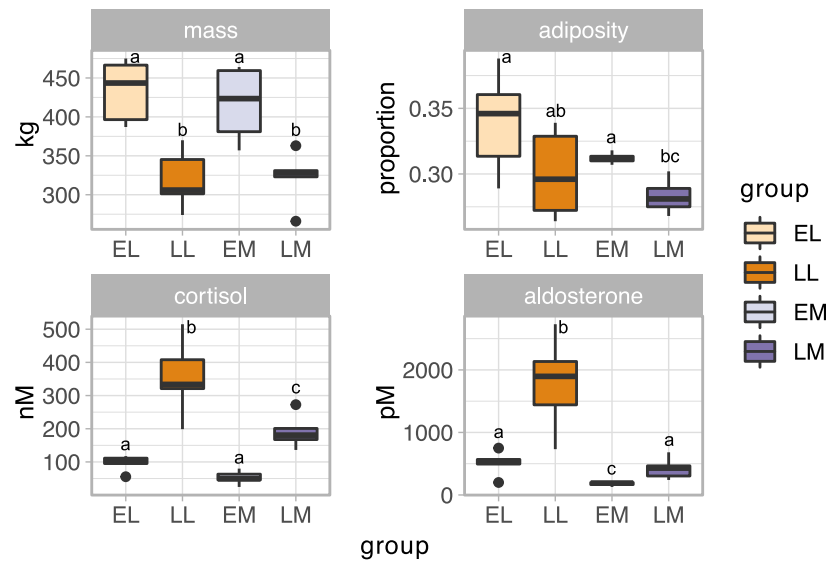 mass
adiposity
kg
450
400
350
300
a
b
a
b
EL LL EM LM
proportion
0.35
0.30
a
ab
a
bc
EL LL EM LM
cortisol
aldosterone
nM
500
400
300
200
100
a
b
a
c
EL LL EM LM
pM
2000
1000
0
a
b
c
a
EL LL EM LM
group
group
EL
LL
EM
LM